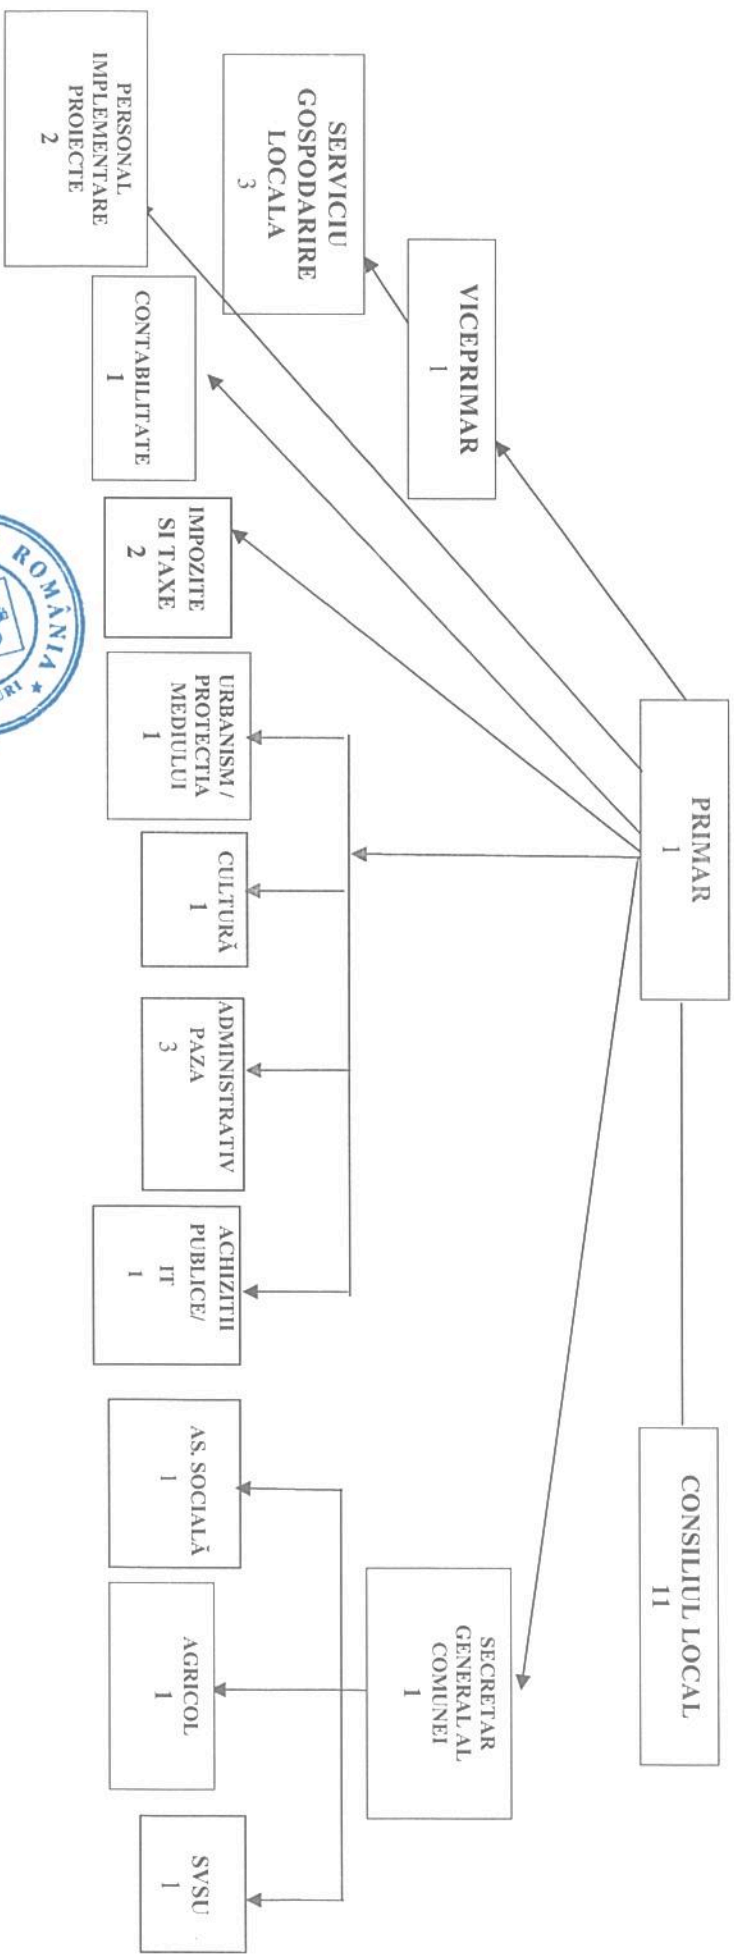 PRIMAR
1
CONSILIUL LOCAL
11
VICEPRIMAR
1
SERVICIU
GOSPODARIRE
LOCALA
3
SECRETAR
GENERAL AL
COMUNEI
1
PERSONAL
IMPLEMENTARE
PROIECTE
2
CONTABILITATE
1
IMPOZITE
SI TAXE
2
URBANISM /
PROTECTIA
MEDIULUI
1
CULTURĂ
1
ADMINISTRATIV
PAZA
3
ACHIZITII
PUBLICE/
IT
1
AS. SOCIALĂ
1
AGRICOL
1
SVSU
1
ROMÂNIA *